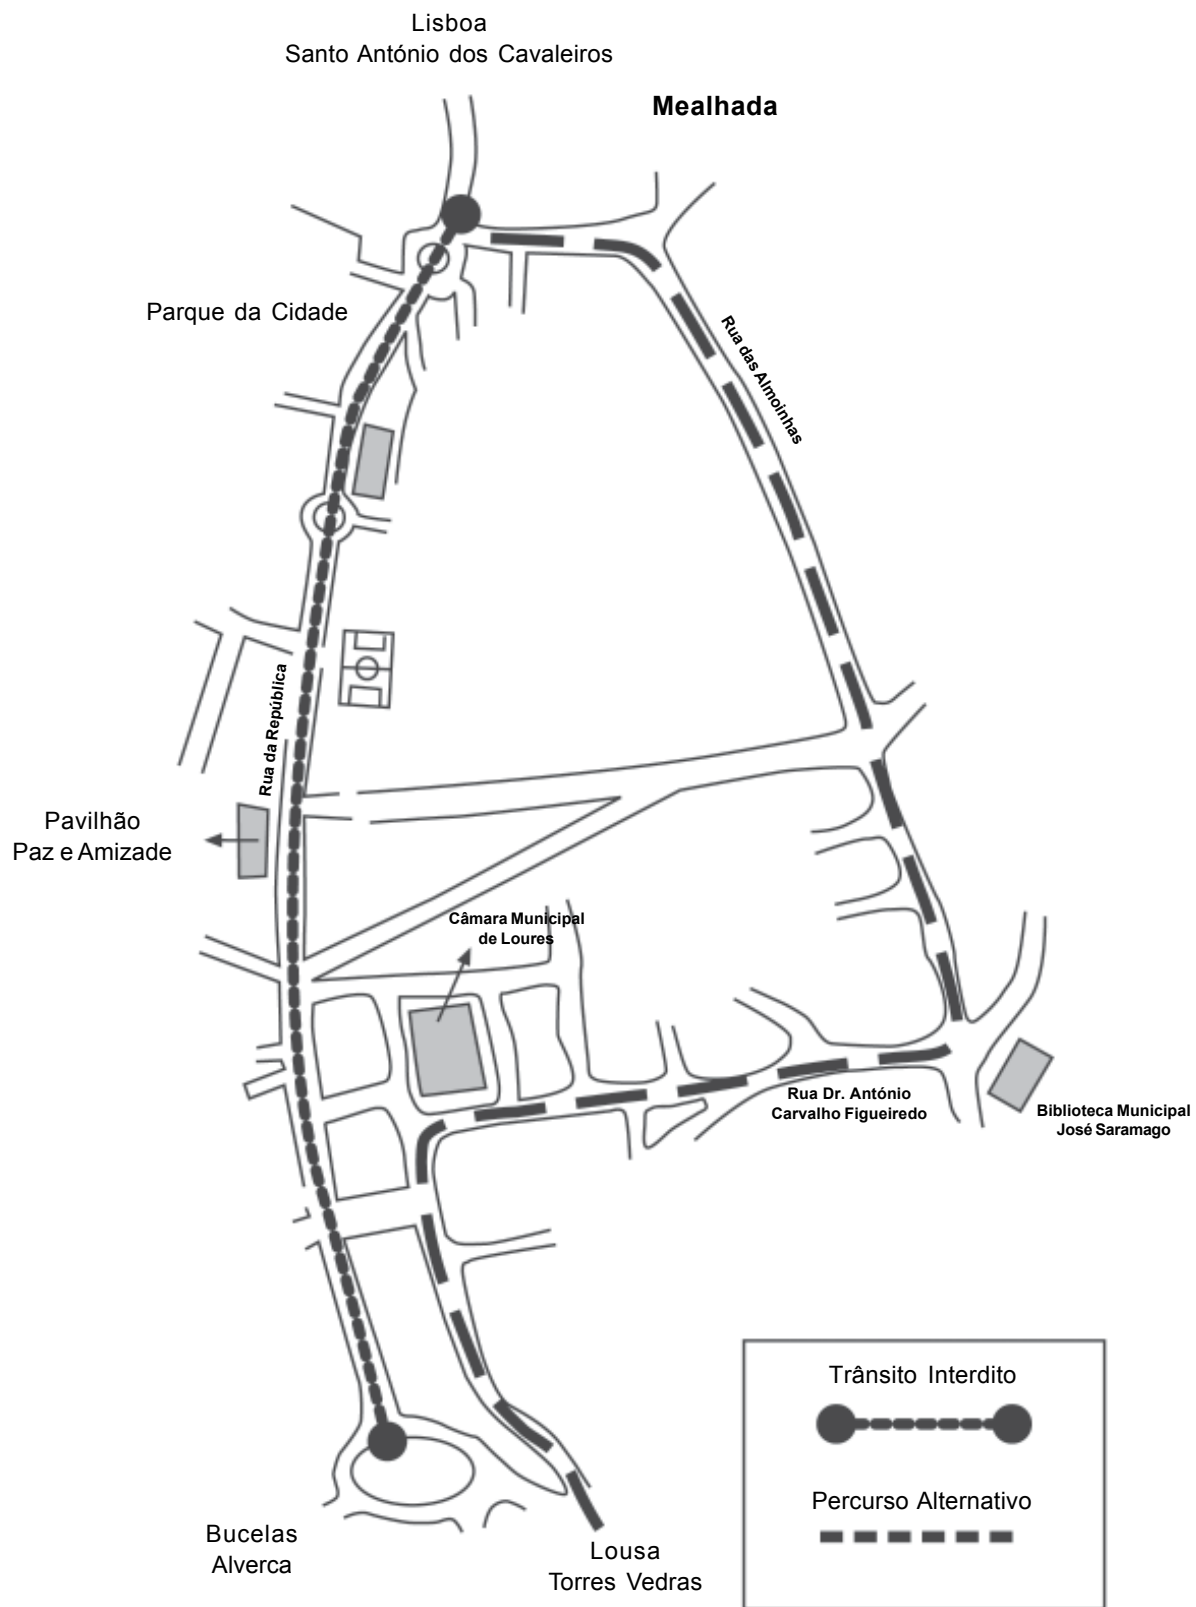 Lisboa
Santo António dos Cavaleiros
Mealhada
Parque da Cidade
Rua das Almoinhas
Rua da República
Pavilhão
Paz e Amizade
Câmara Municipal
de Loures
Rua Dr. António
Carvalho Figueiredo
Biblioteca Municipal
José Saramago
Trânsito Interdito
Percurso Alternativo
Bucelas
Alverca
Lousa
Torres Vedras